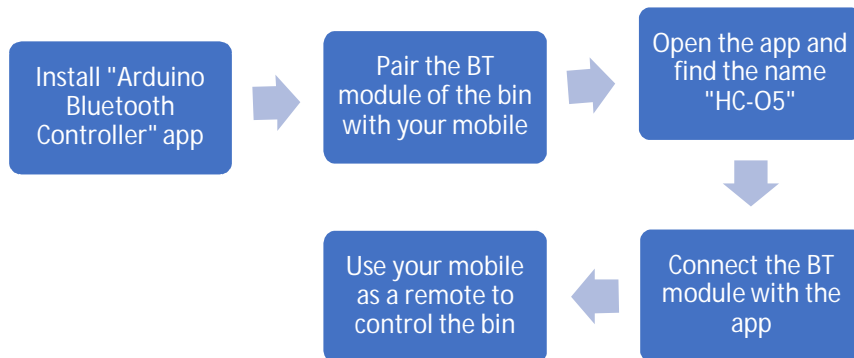 Install "Arduino
Bluetooth
Controller" app
Pair the BT
module of the bin
with your mobile
Open the app and
find the name
"HC-O5"
Connect the BT
module with the
app
Use your mobile
as a remote to
control the bin